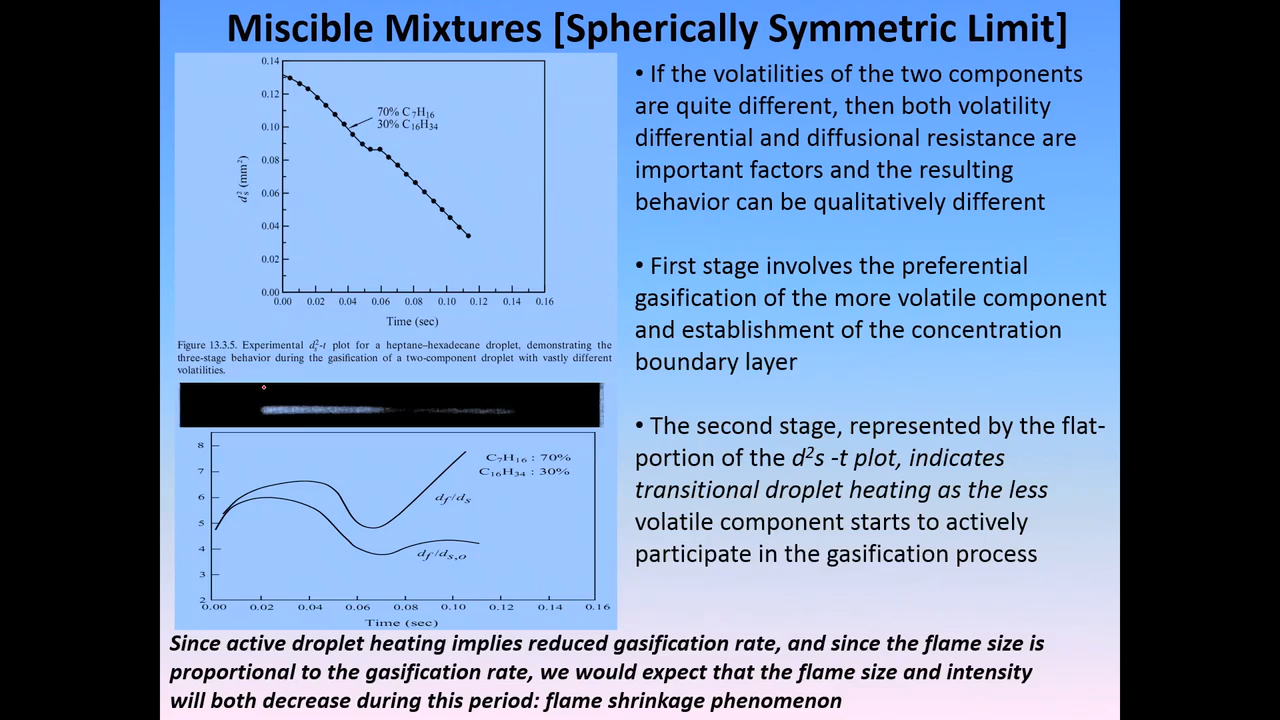 Miscible Mixtures [Spherically Symmetric Limit]
0.14
0.12
0.10
0.08
0.06
0.04
0.02
0.00
d²s (mm²)
70% C₇H₁₆
30% C₁₆H₃₄
0.00 0.02 0.04 0.06 0.08 0.10 0.12 0.14 0.16
Time (sec)
Figure 13.3.5. Experimental d²s-t plot for a heptane–hexadecane droplet, demonstrating the
three-stage behavior during the gasification of a two-component droplet with vastly different
volatilities.
8
7
6
5
4
3
2
C₇H₁₆ : 70%
C₁₆H₃₄ : 30%
df/ds
df/ds,o
0.00 0.02 0.04 0.06 0.08 0.10 0.12 0.14 0.16
Time (sec)
• If the volatilities of the two components
are quite different, then both volatility
differential and diffusional resistance are
important factors and the resulting
behavior can be qualitatively different
• First stage involves the preferential
gasification of the more volatile component
and establishment of the concentration
boundary layer
• The second stage, represented by the flat-
portion of the d²s -t plot, indicates
transitional droplet heating as the less
volatile component starts to actively
participate in the gasification process
Since active droplet heating implies reduced gasification rate, and since the flame size is
proportional to the gasification rate, we would expect that the flame size and intensity
will both decrease during this period: flame shrinkage phenomenon